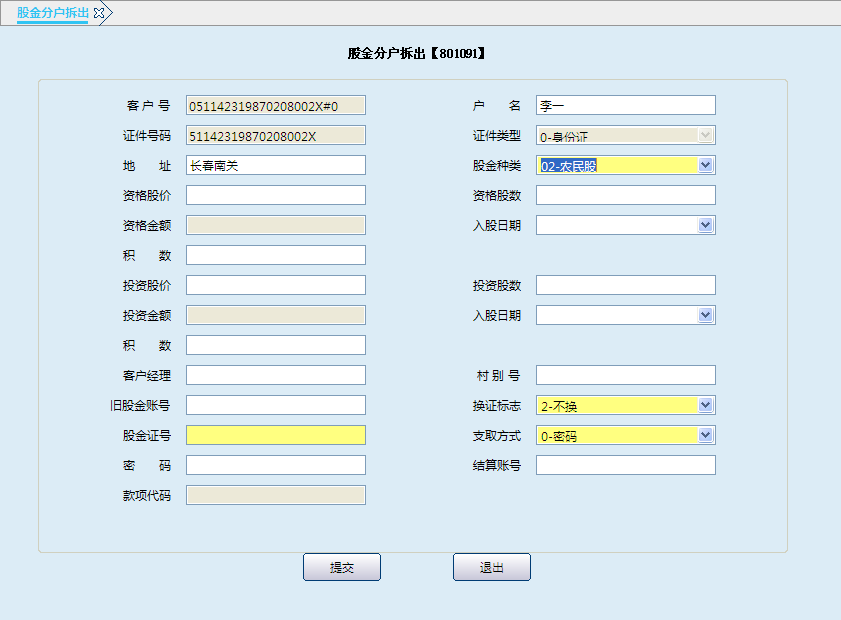 股金分户拆出
股金分户拆出【801091】
客 户 号 051142319870208002X#0 户 名 李一
证件号码 51142319870208002X 证件类型 0-身份证
地 址 长春南关 股金种类 02-农民股
资格股价 资格股数
资格金额 入股日期
积 数
投资股价 投资股数
投资金额 入股日期
积 数
客户经理 村 别 号
旧股金账号 换证标志 2-不换
股金证号 支取方式 0-密码
密 码 结算账号
款项代码
提交 退出